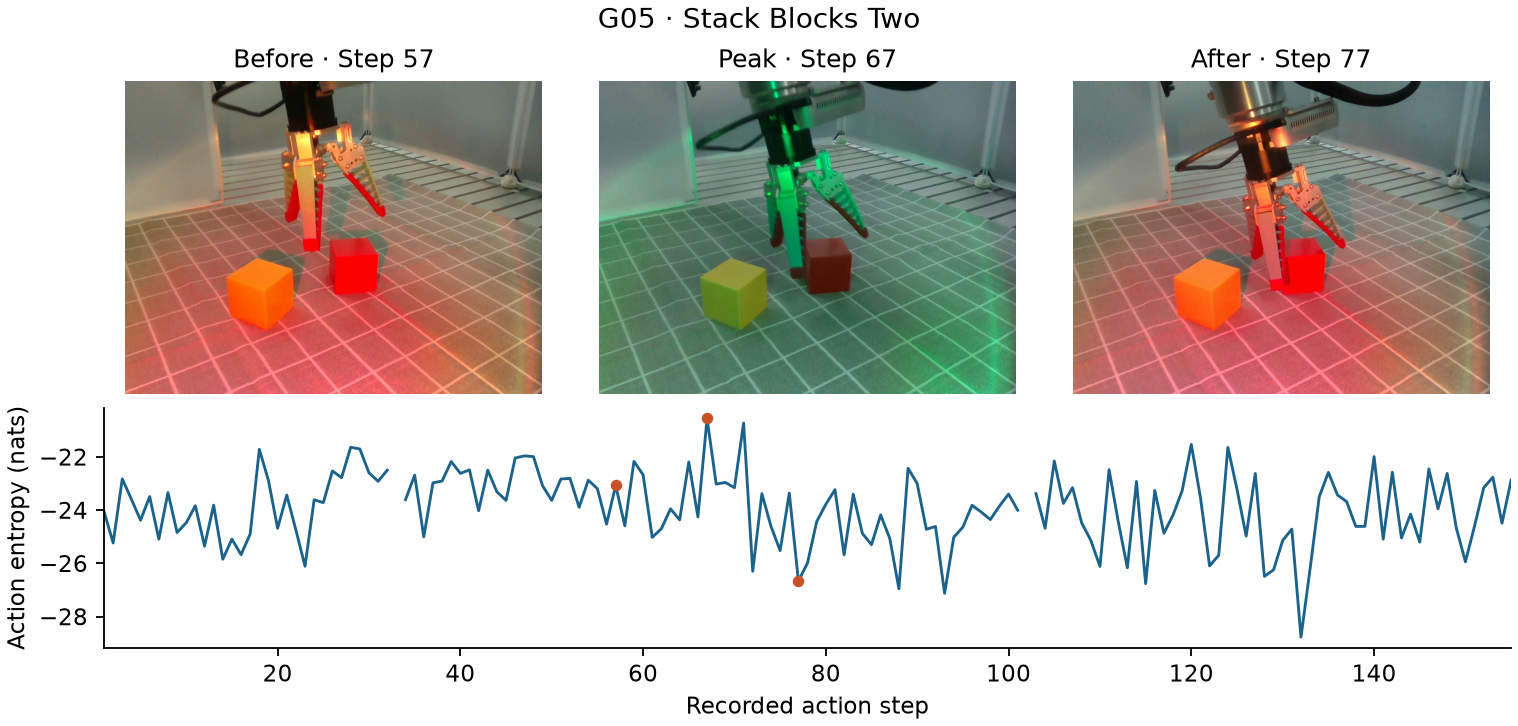 G05 · Stack Blocks Two
Before · Step 57
Peak · Step 67
After · Step 77
Action entropy (nats)
−22
−24
−26
−28
20
40
60
80
100
120
140
Recorded action step